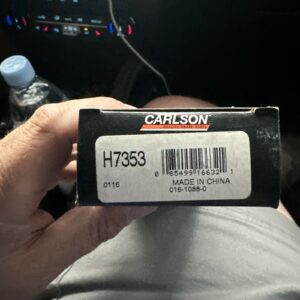 CARLSON
H7353
0 85499 16632 1
0116
MADE IN CHINA
016-1088-0